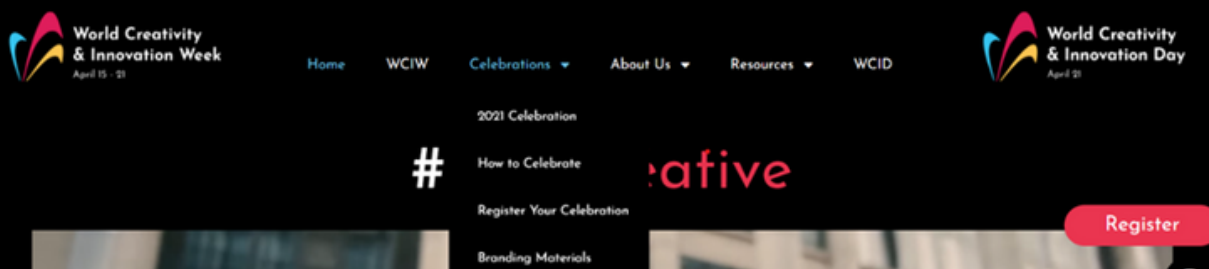 World Creativity
& Innovation Week
April 15 - 21
Home WCIW Celebrations About Us Resources WCID
World Creativity
& Innovation Day
April 21
2021 Celebration
#
How to Celebrate
Register Your Celebration
Register
Branding Materials